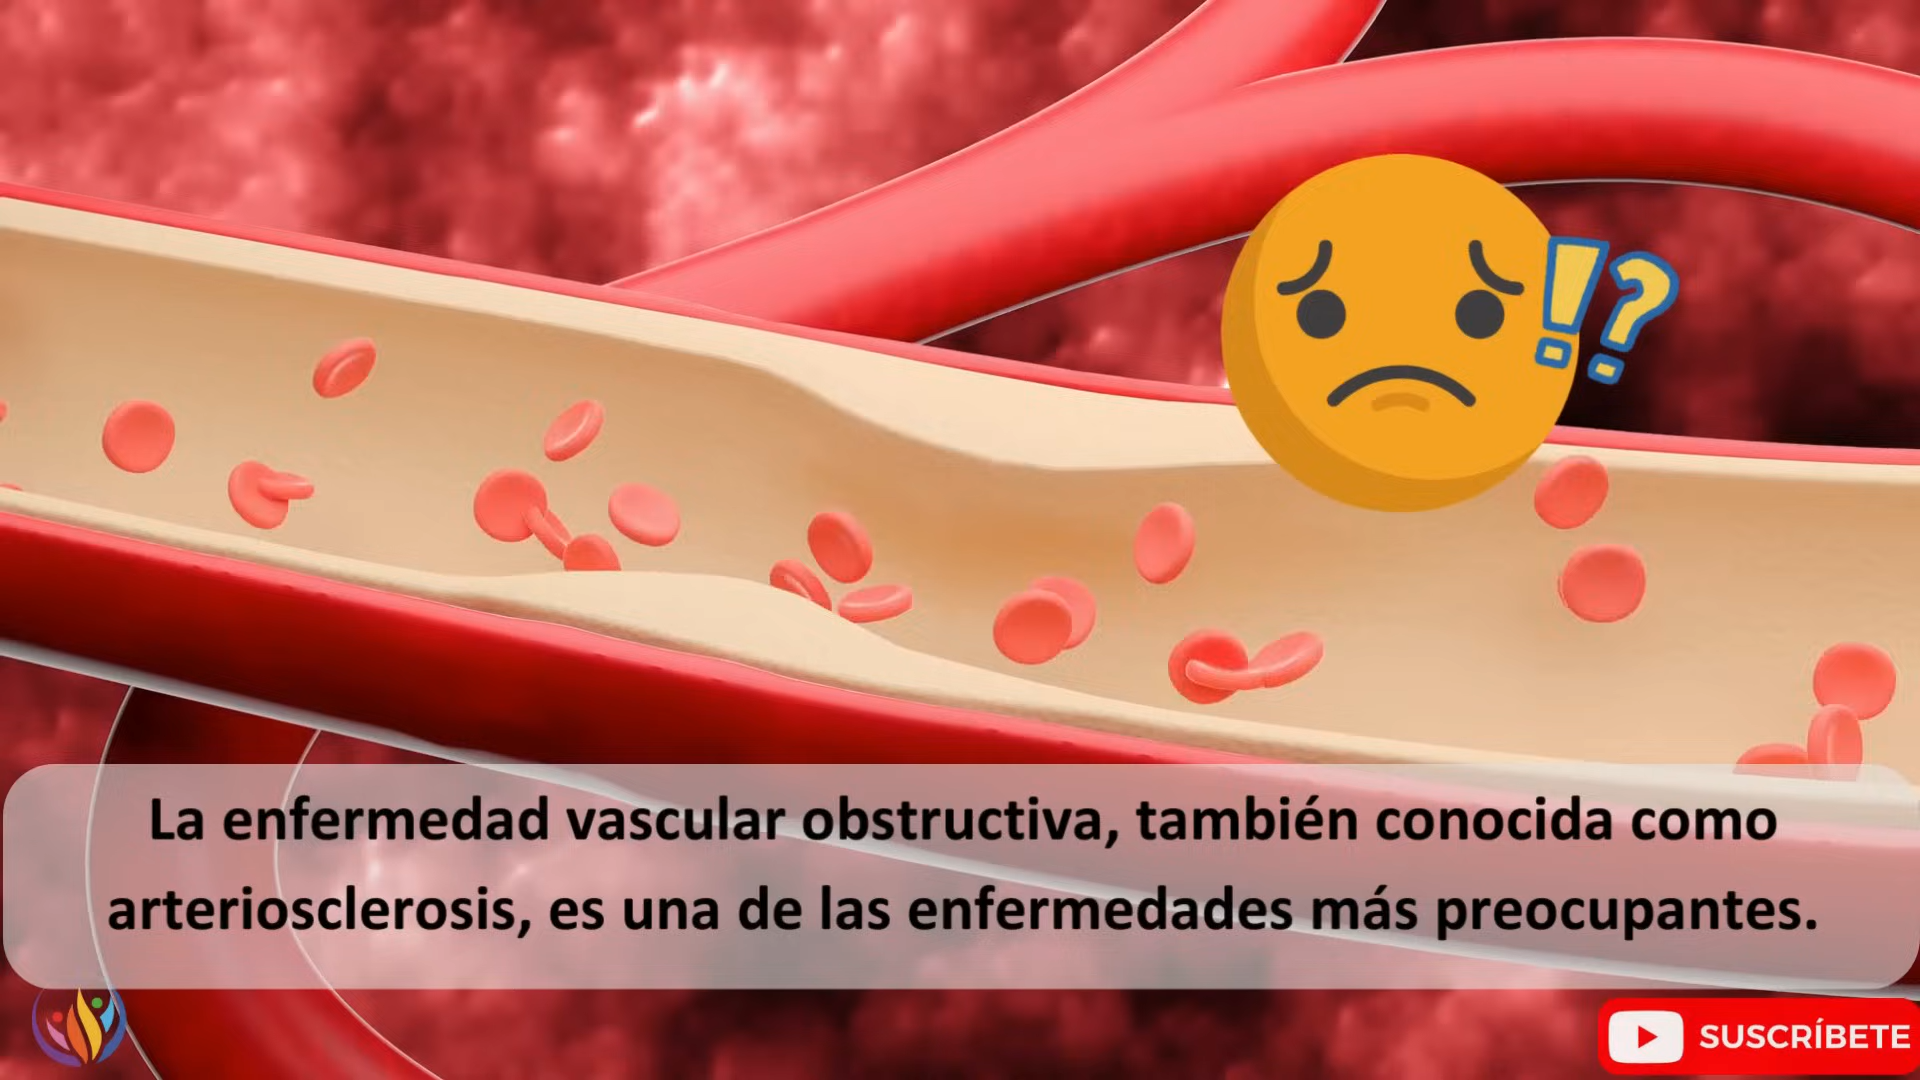 !?
La enfermedad vascular obstructiva, también conocida como
arteriosclerosis, es una de las enfermedades más preocupantes.
SUSCRÍBETE